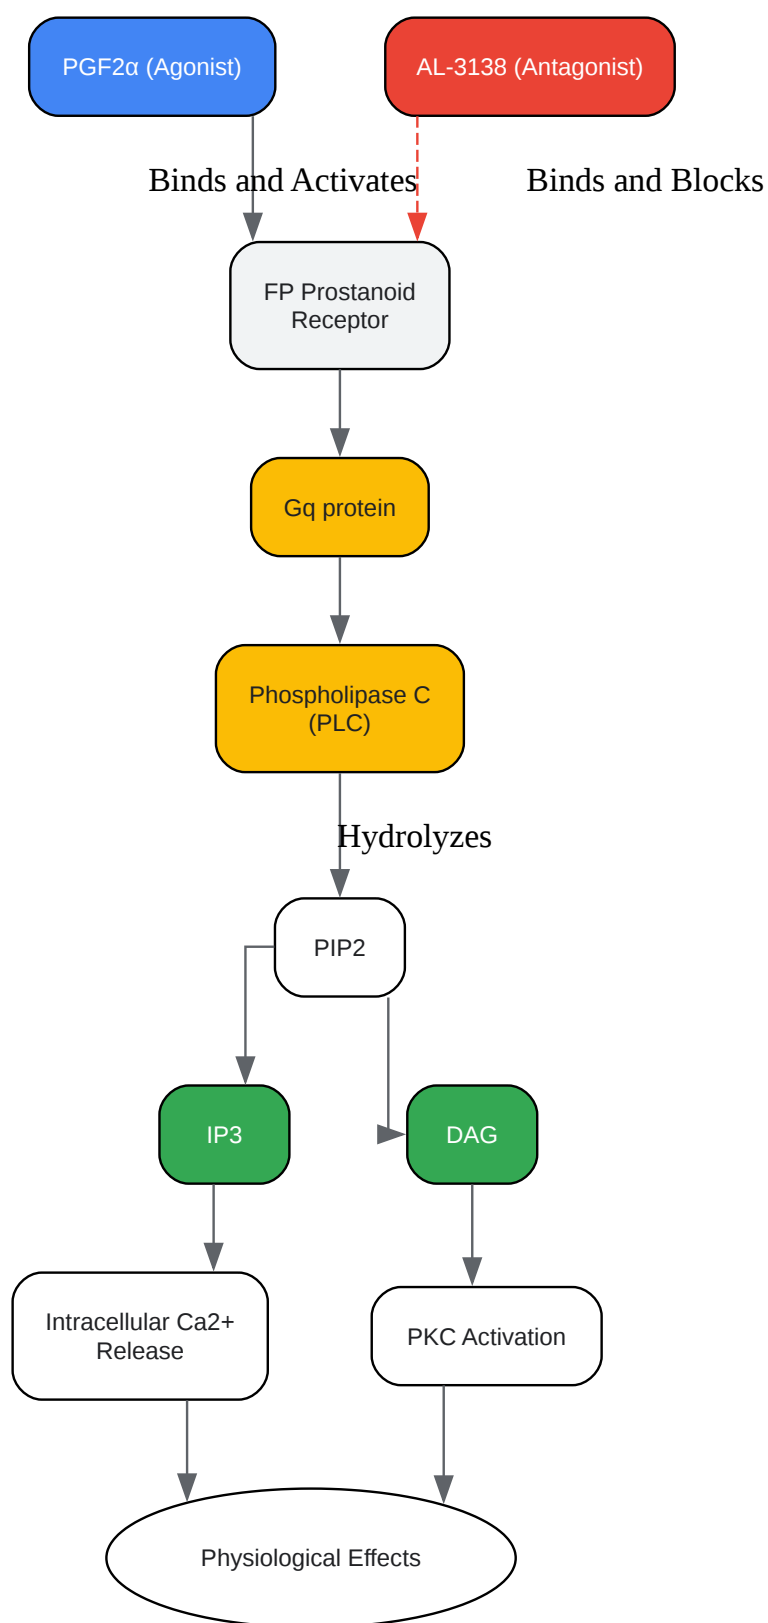 PGF2α (Agonist)
AL-3138 (Antagonist)
Binds and Activates
Binds and Blocks
FP Prostanoid
Receptor
Gq protein
Phospholipase C
(PLC)
Hydrolyzes
PIP2
IP3
DAG
Intracellular Ca2+
Release
PKC Activation
Physiological Effects